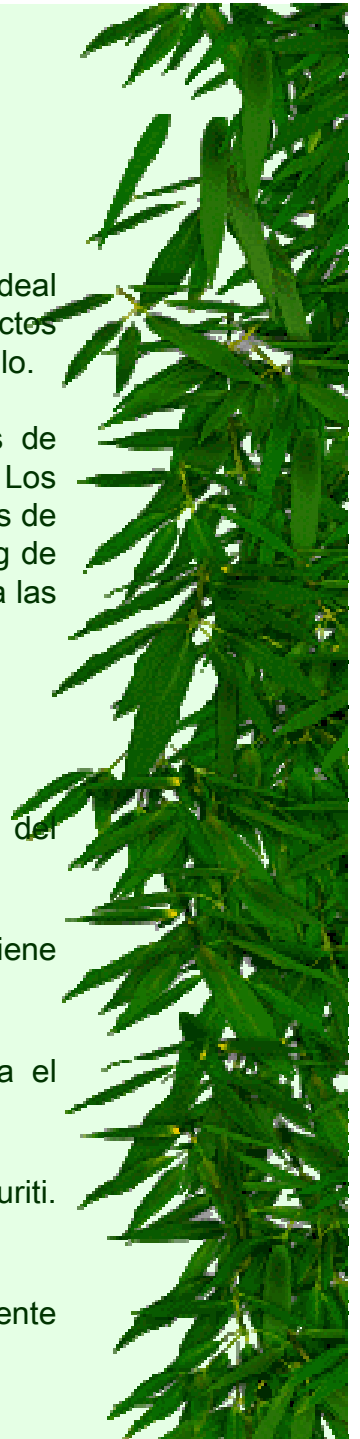 deal
ctos
lo.
s de
Los
s de
g de
a las
del
iene
a el
uriti.
ente